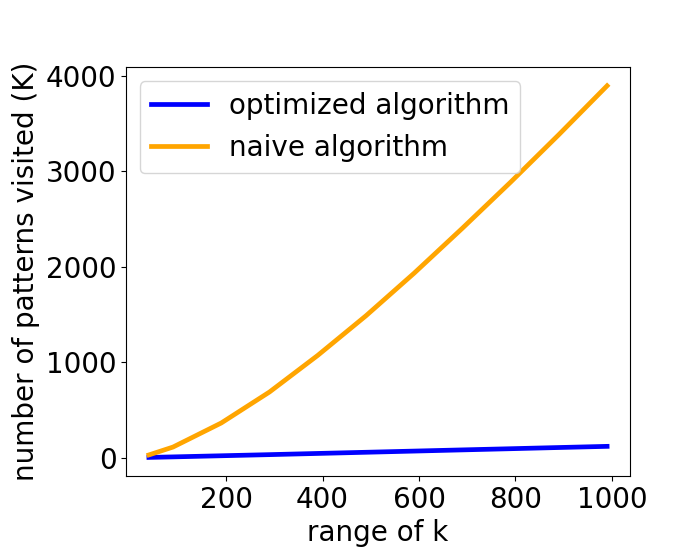 number of patterns visited (K)
4000
3000
2000
1000
0
optimized algorithm
naive algorithm
200 400 600 800 1000
range of k